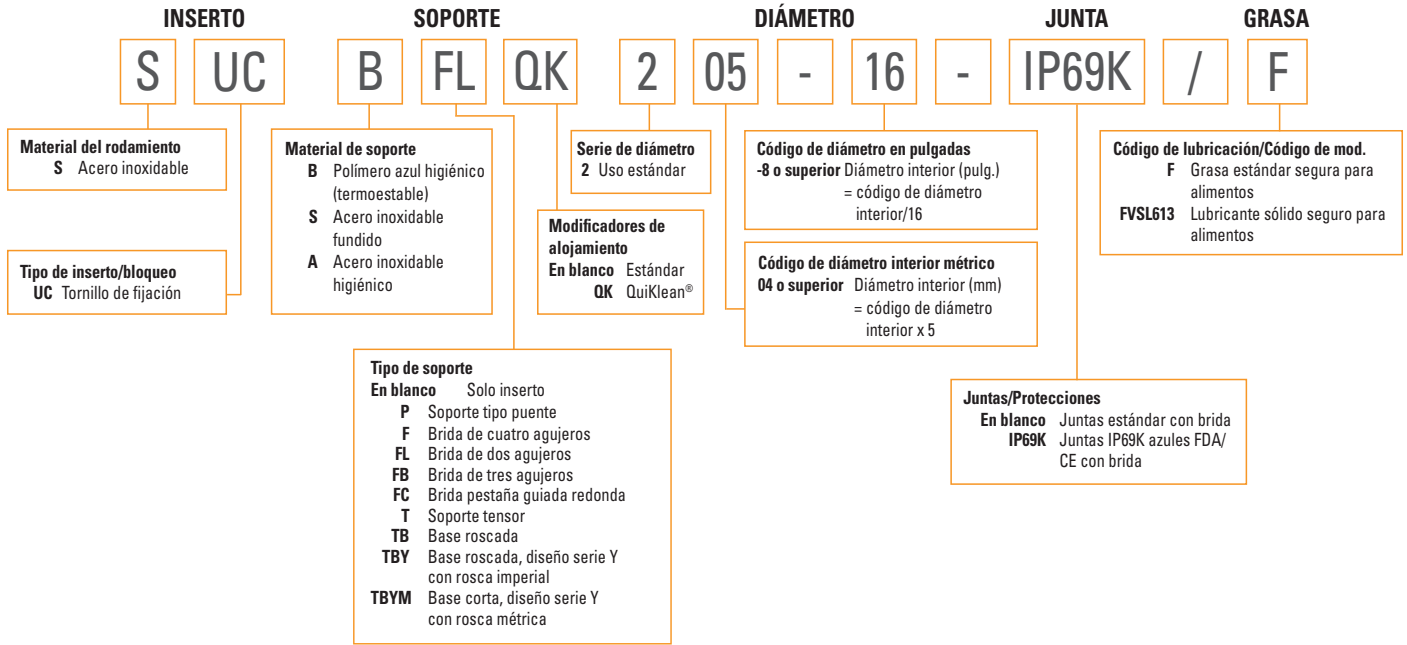 INSERTO SOPORTE DIÁMETRO JUNTA GRASA
S UC B FL QK 2 05 - 16 - IP69K / F
Material del rodamiento
S Acero inoxidable
Tipo de inserto/bloqueo
UC Tornillo de fijación
Material de soporte
B Polímero azul higiénico
(termoestable)
S Acero inoxidable
fundido
A Acero inoxidable
higiénico
Tipo de soporte
En blanco Solo inserto
P Soporte tipo puente
F Brida de cuatro agujeros
FL Brida de dos agujeros
FB Brida de tres agujeros
FC Brida pestaña guiada redonda
T Soporte tensor
TB Base roscada
TBY Base roscada, diseño serie Y
con rosca imperial
TBYM Base corta, diseño serie Y
con rosca métrica
Modificadores de
alojamiento
En blanco Estándar
QK QuiKlean®
Serie de diámetro
2 Uso estándar
Código de diámetro en pulgadas
-8 o superior Diámetro interior (pulg.)
= código de diámetro
interior/16
Código de diámetro interior métrico
04 o superior Diámetro interior (mm)
= código de diámetro
interior x 5
Juntas/Protecciones
En blanco Juntas estándar con brida
IP69K Juntas IP69K azules FDA/
CE con brida
Código de lubricación/Código de mod.
F Grasa estándar segura para
alimentos
FVSL613 Lubricante sólido seguro para
alimentos